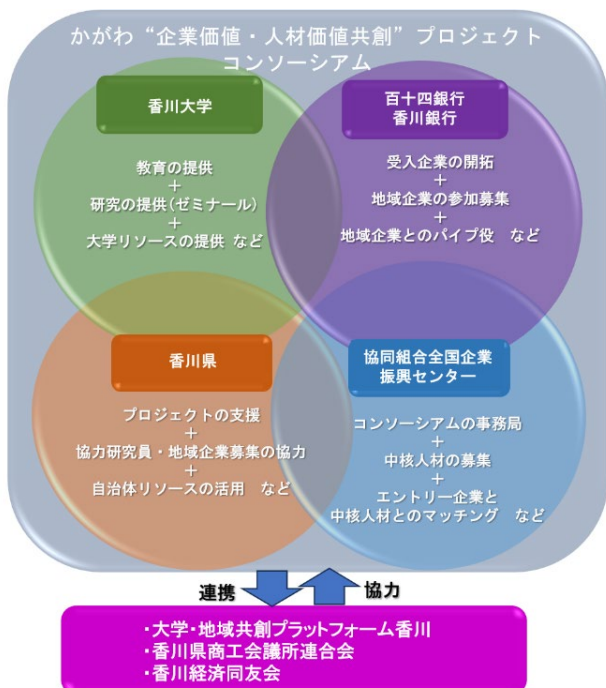 かがわ“企業価値・人材価値共創”プロジェクト
コンソーシアム
香川大学
教育の提供
+
研究の提供(ゼミナール)
+
大学リソースの提供 など
百十四銀行
香川銀行
受入企業の開拓
+
地域企業の参加募集
+
地域企業とのパイプ役 など
香川県
プロジェクトの支援
+
協力研究員・地域企業募集の協力
+
自治体リソースの活用 など
協同組合全国企業
振興センター
コンソーシアムの事務局
+
中核人材の募集
+
エントリー企業と
中核人材とのマッチング など
連携
協力
・大学・地域共創プラットフォーム香川
・香川県商工会議所連合会
・香川経済同友会